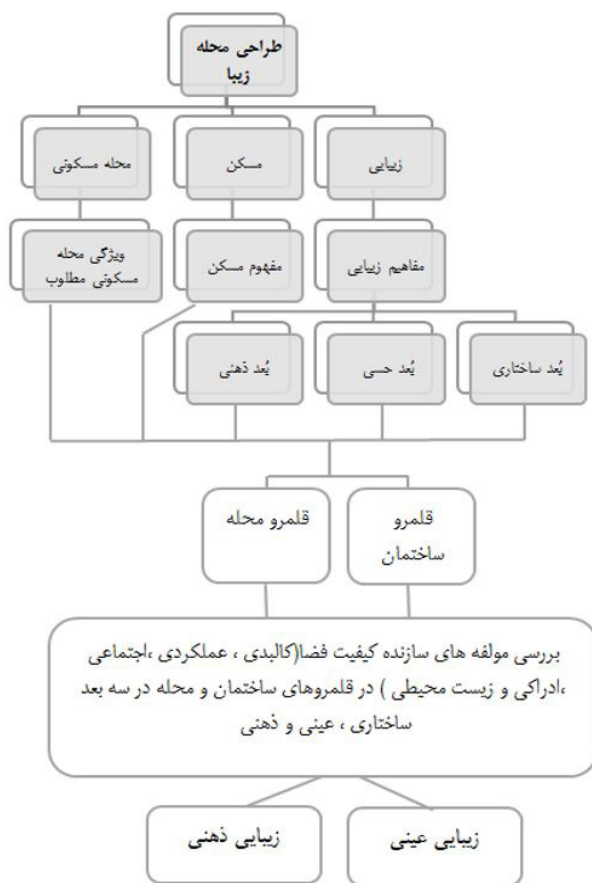 طراحی محله
زیبا
زیبایی
مسکن
محله مسکونی
مفاهیم زیبایی
مفهوم مسکن
ویژگی محله
مسکونی مطلوب
بُعد ساختاری
بُعد حسی
بُعد ذهنی
قلمرو
ساختمان
قلمرو محله
بررسی مولفه های سازنده کیفیت فضا(کالبدی ، عملکردی ،اجتماعی
،ادراکی و زیست محیطی ) در قلمروهای ساختمان و محله در سه بعد
ساختاری ، عینی و ذهنی
زیبایی عینی
زیبایی ذهنی